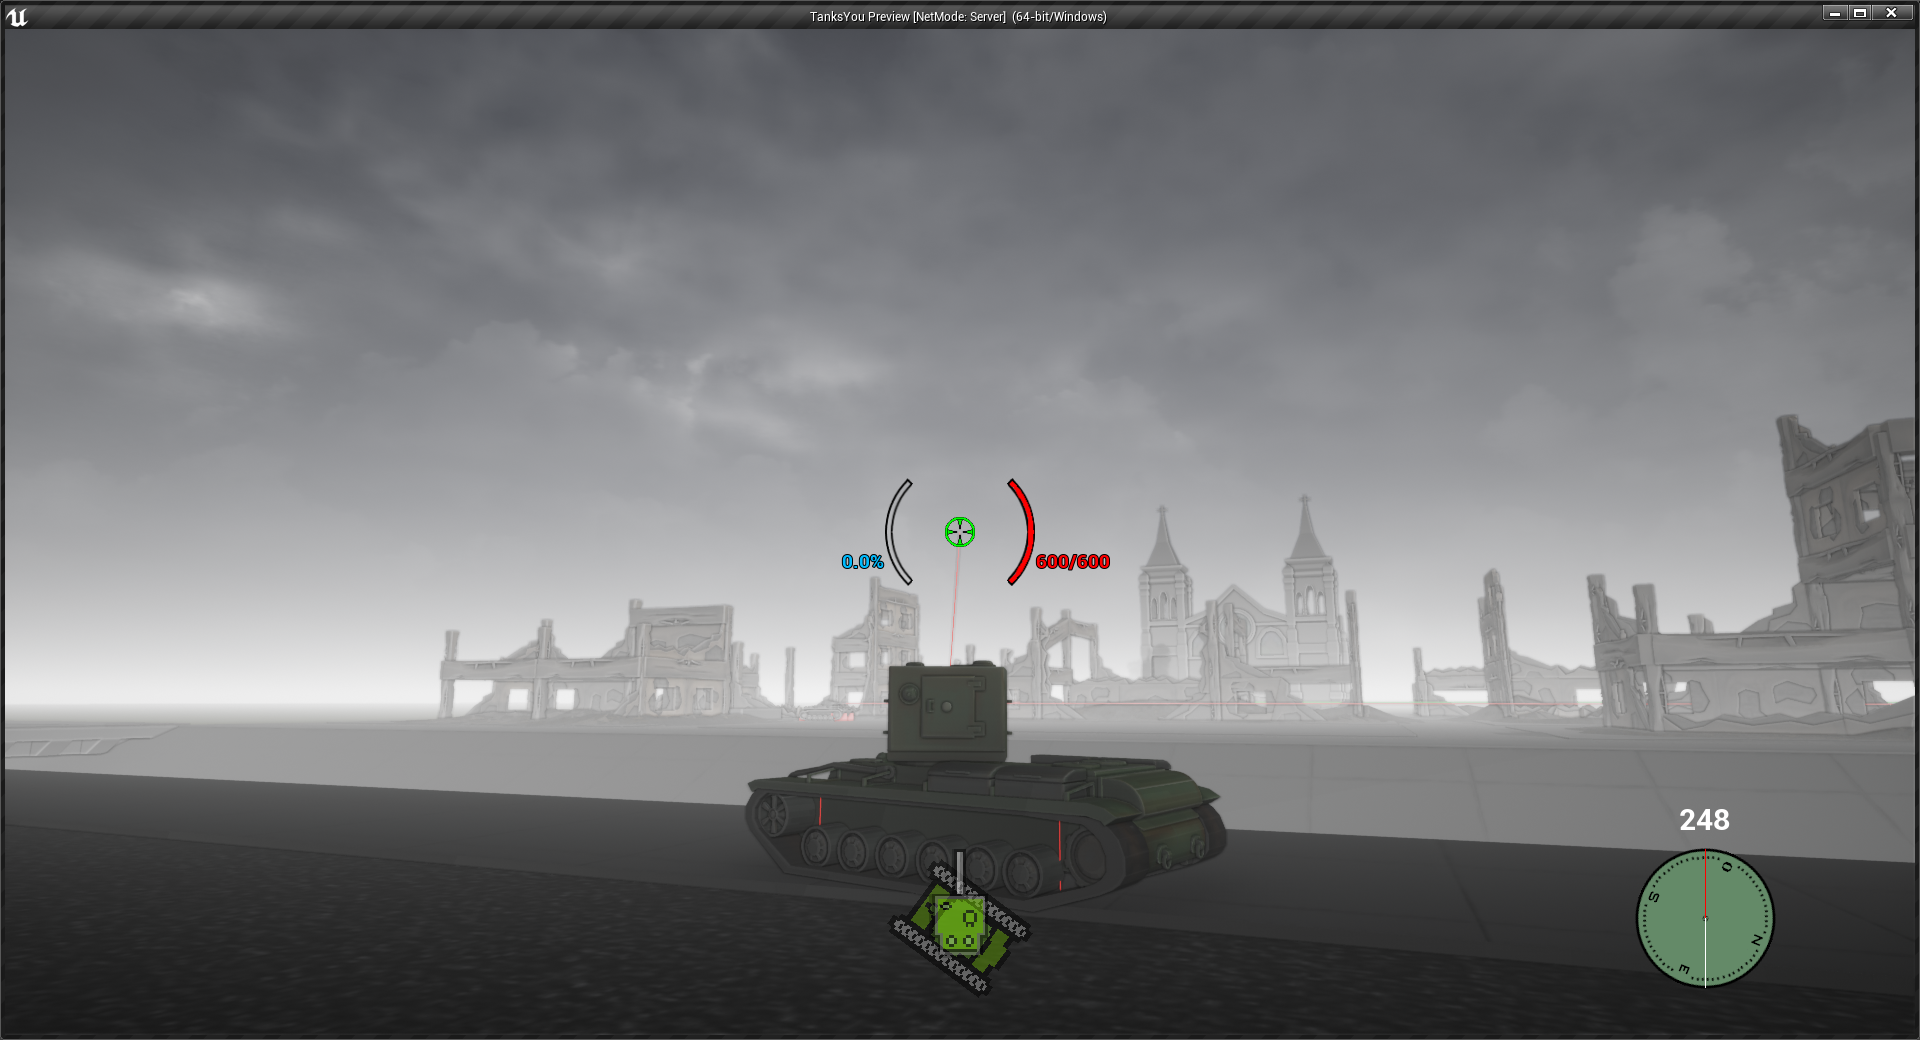 TanksYou Preview [NetMode: Server] (64-bit/Windows)
0.0%
600/600
248
O
S
N
E